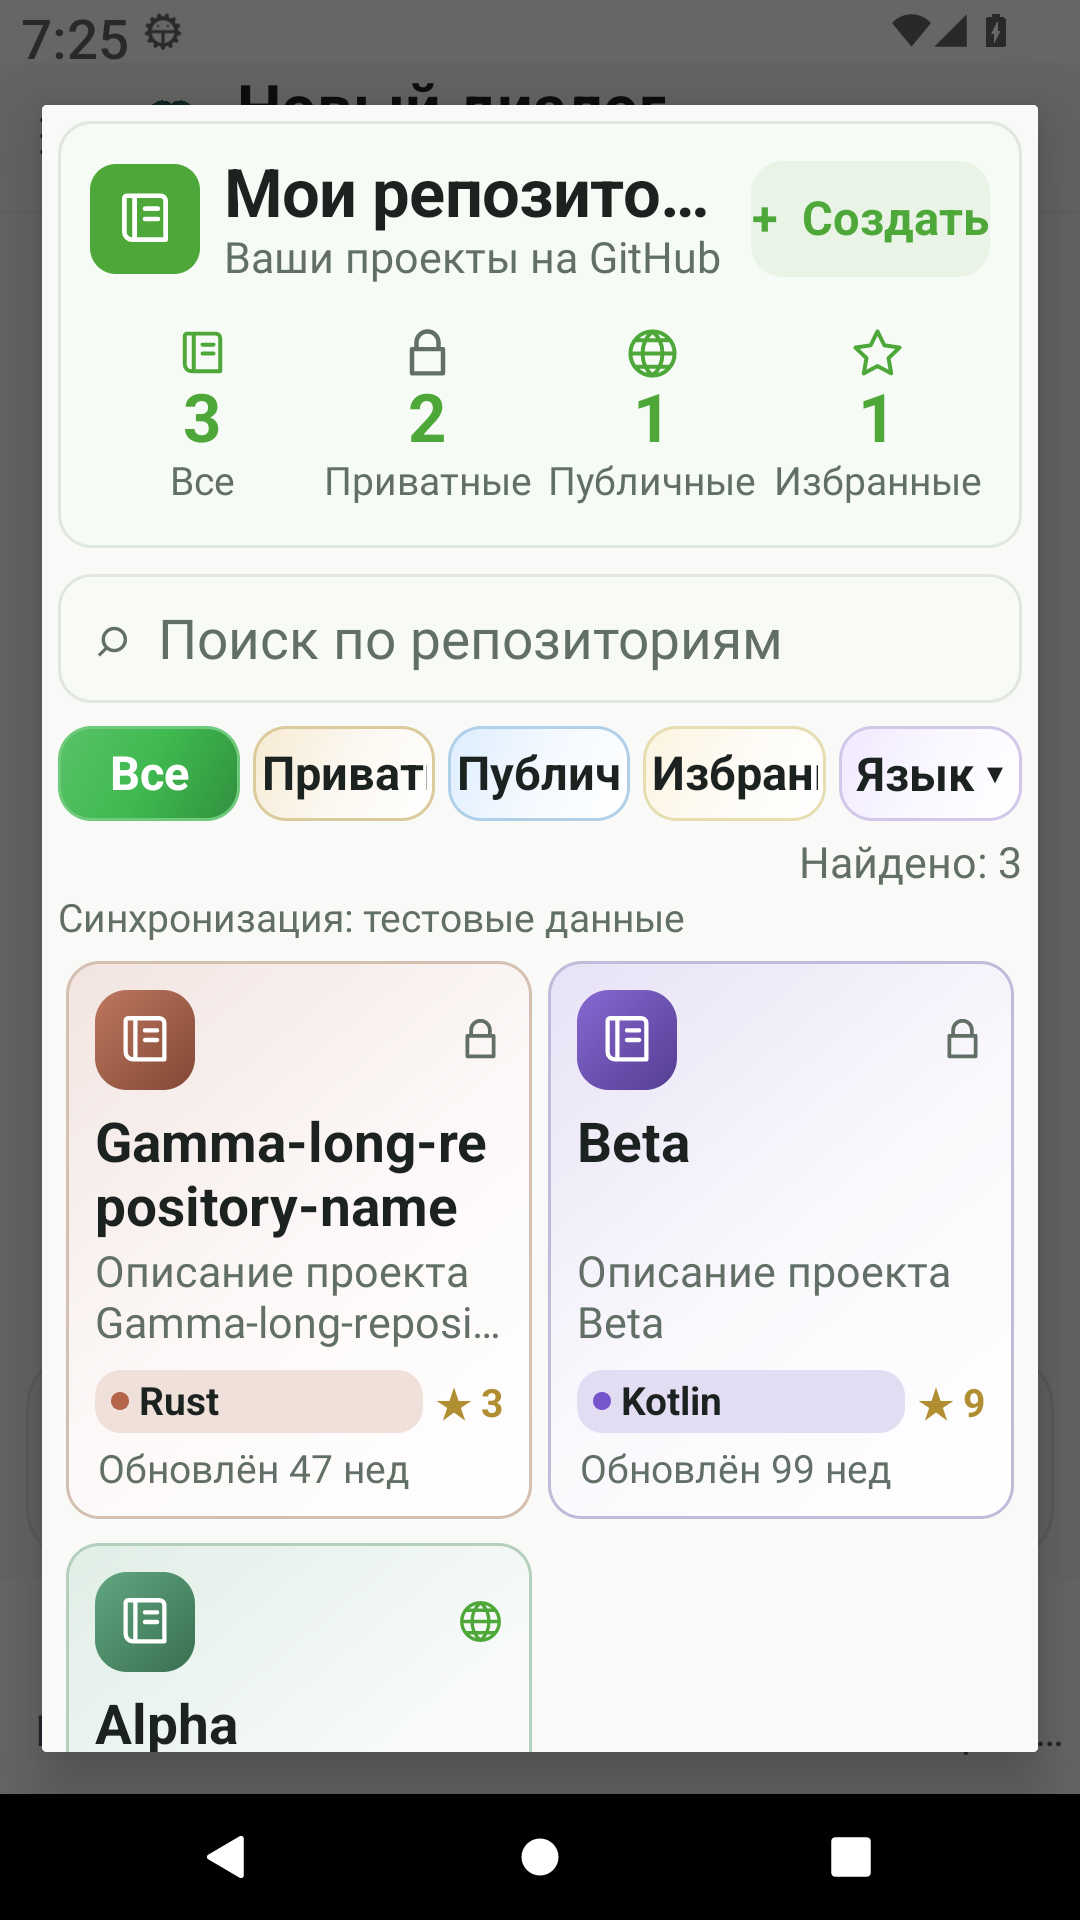 7:25
Новый диалог
Мои репозито...
Ваши проекты на GitHub
+ Создать
3
2
1
1
Все
Приватные
Публичные
Избранные
Поиск по репозиториям
Все
Приват
Публич
Избран
Язык ▾
Найдено: 3
Синхронизация: тестовые данные
Gamma-long-re
pository-name
Описание проекта
Gamma-long-reposi...
Rust
★ 3
Обновлён 47 нед
Beta
Описание проекта
Beta
Kotlin
★ 9
Обновлён 99 нед
Alpha